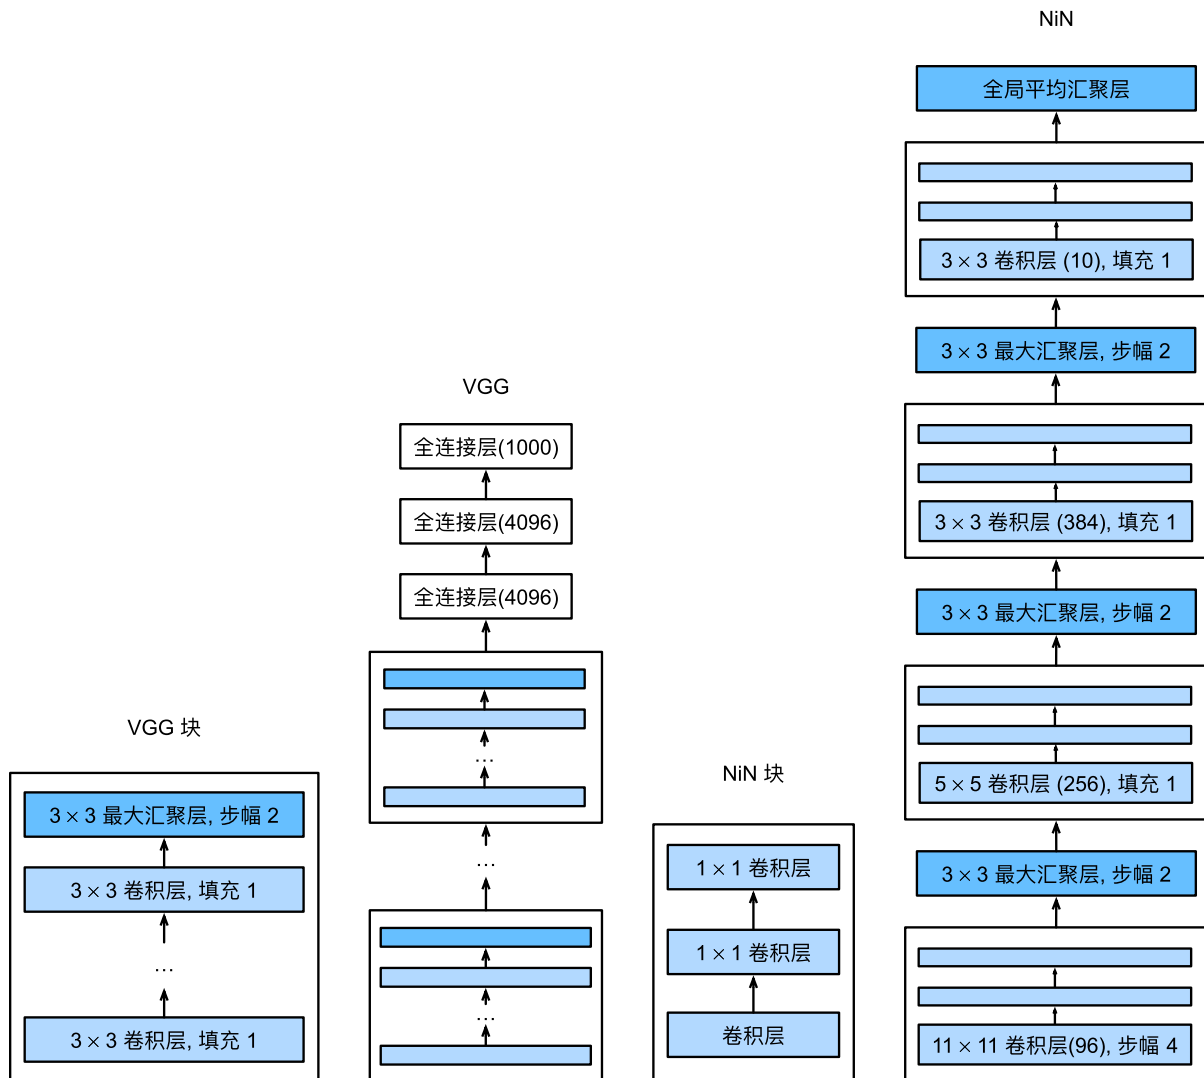 VGG 块
3 × 3 最大汇聚层, 步幅 2
3 × 3 卷积层, 填充 1
...
3 × 3 卷积层, 填充 1
VGG
全连接层(1000)
全连接层(4096)
全连接层(4096)
...
...
...
NiN 块
1 × 1 卷积层
1 × 1 卷积层
卷积层
NiN
全局平均汇聚层
3 × 3 卷积层 (10), 填充 1
3 × 3 最大汇聚层, 步幅 2
3 × 3 卷积层 (384), 填充 1
3 × 3 最大汇聚层, 步幅 2
5 × 5 卷积层 (256), 填充 1
3 × 3 最大汇聚层, 步幅 2
11 × 11 卷积层(96), 步幅 4